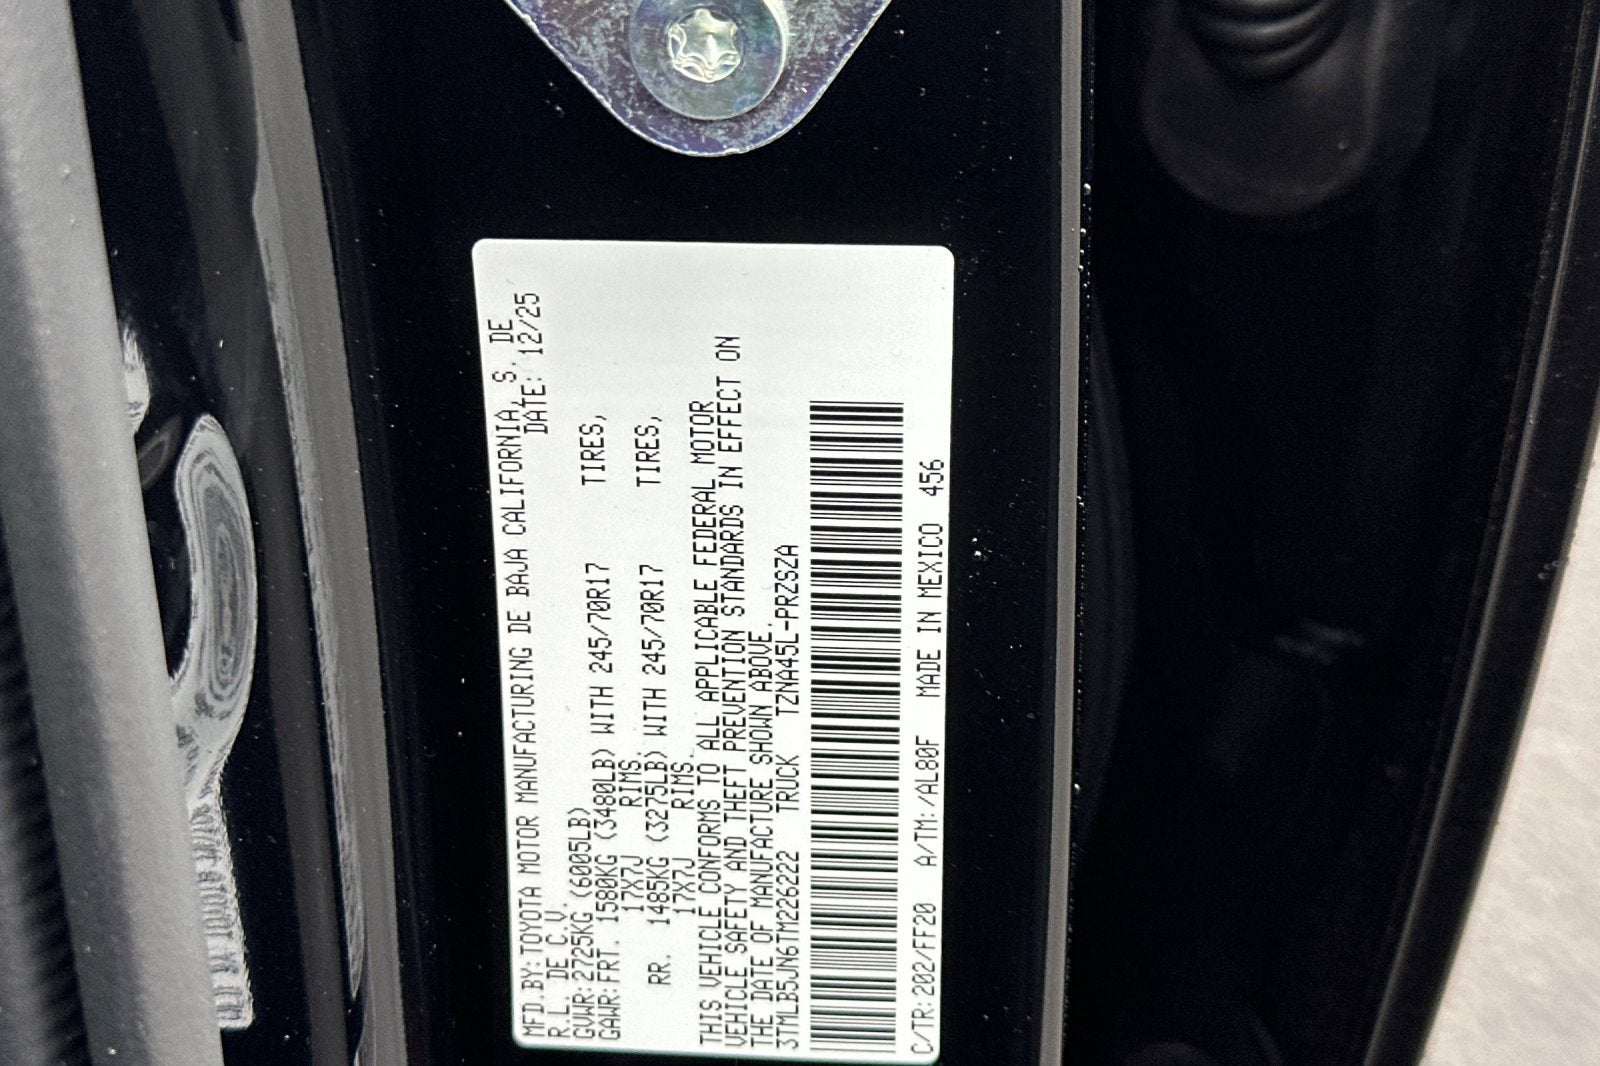 MFD.BY:TOYOTA MOTOR MANUFACTURING DE BAJA CALIFORNIA, S. DE
R.L. DE C.V. DATE: 12/25
GVWR:2725KG (6005LB)
GAWR:FRT. 1580KG (3480LB) WITH 245/70R17 TIRES,
17X7J RIMS.
RR. 1485KG (3275LB) WITH 245/70R17 TIRES,
17X7J RIMS.
THIS VEHICLE CONFORMS TO ALL APPLICABLE FEDERAL MOTOR
VEHICLE SAFETY AND THEFT PREVENTION STANDARDS IN EFFECT ON
THE DATE OF MANUFACTURE SHOWN ABOVE.
3TMLB5JN6TM226222 TRUCK TZNA45L-PRZSZA
C/TR:202/FF20 A/TM:/AL80F MADE IN MEXICO 456